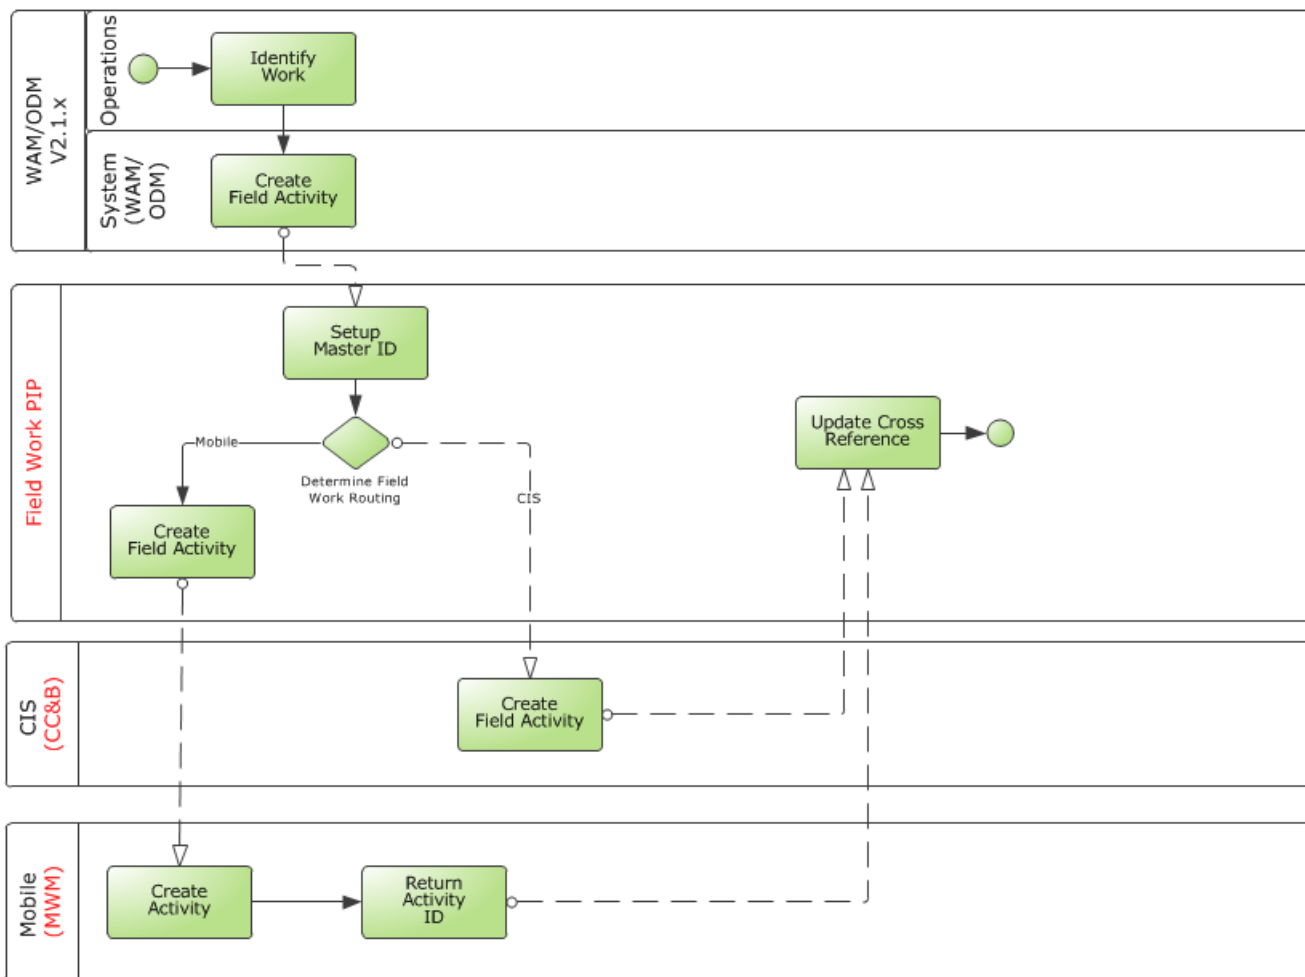 WAM/ODM
V2.1.x
Operations
Identify
Work
System
(WAM/
ODM)
Create
Field Activity
Field Work PIP
Setup
Master ID
Mobile
Determine Field
Work Routing
CIS
Create
Field Activity
Update Cross
Reference
CIS
(CC&B)
Create
Field Activity
Mobile
(MWM)
Create
Activity
Return
Activity
ID